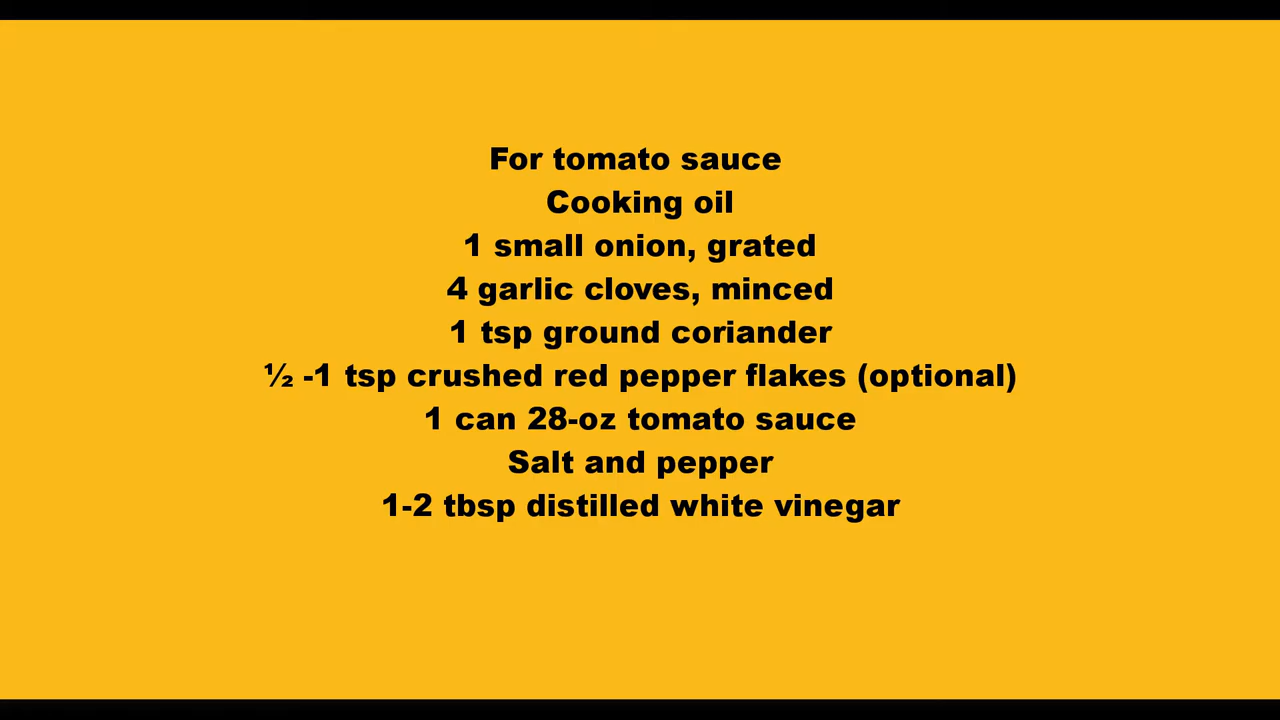 For tomato sauce
Cooking oil
1 small onion, grated
4 garlic cloves, minced
1 tsp ground coriander
½ -1 tsp crushed red pepper flakes (optional)
1 can 28-oz tomato sauce
Salt and pepper
1-2 tbsp distilled white vinegar